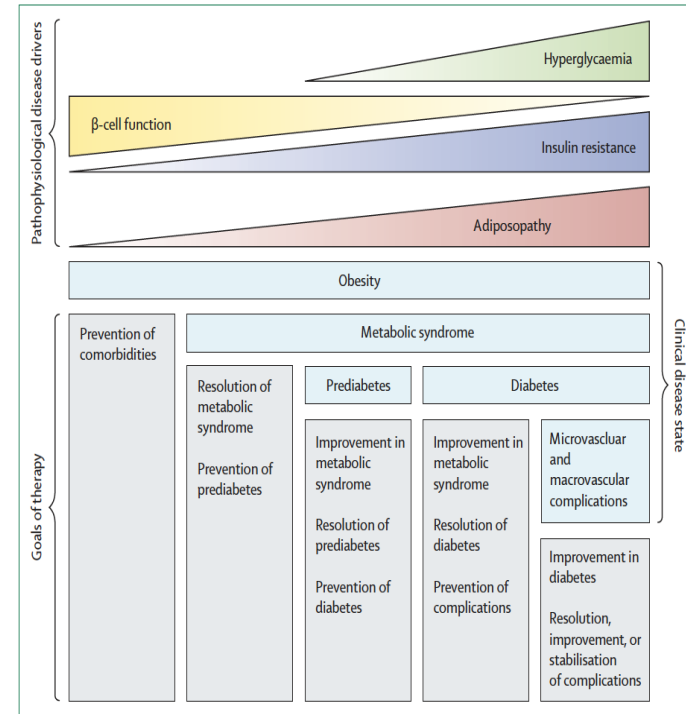 Pathophysiological disease drivers
Hyperglycaemia
β-cell function
Insulin resistance
Adiposopathy
Clinical disease state
Obesity
Metabolic syndrome
Prediabetes
Diabetes
Microvascluar
and
macrovascular
complications
Goals of therapy
Prevention of
comorbidities
Resolution of
metabolic
syndrome
Prevention of
prediabetes
Improvement in
metabolic
syndrome
Resolution of
prediabetes
Prevention of
diabetes
Improvement in
metabolic
syndrome
Resolution of
diabetes
Prevention of
complications
Improvement in
diabetes
Resolution,
improvement, or
stabilisation
of complications